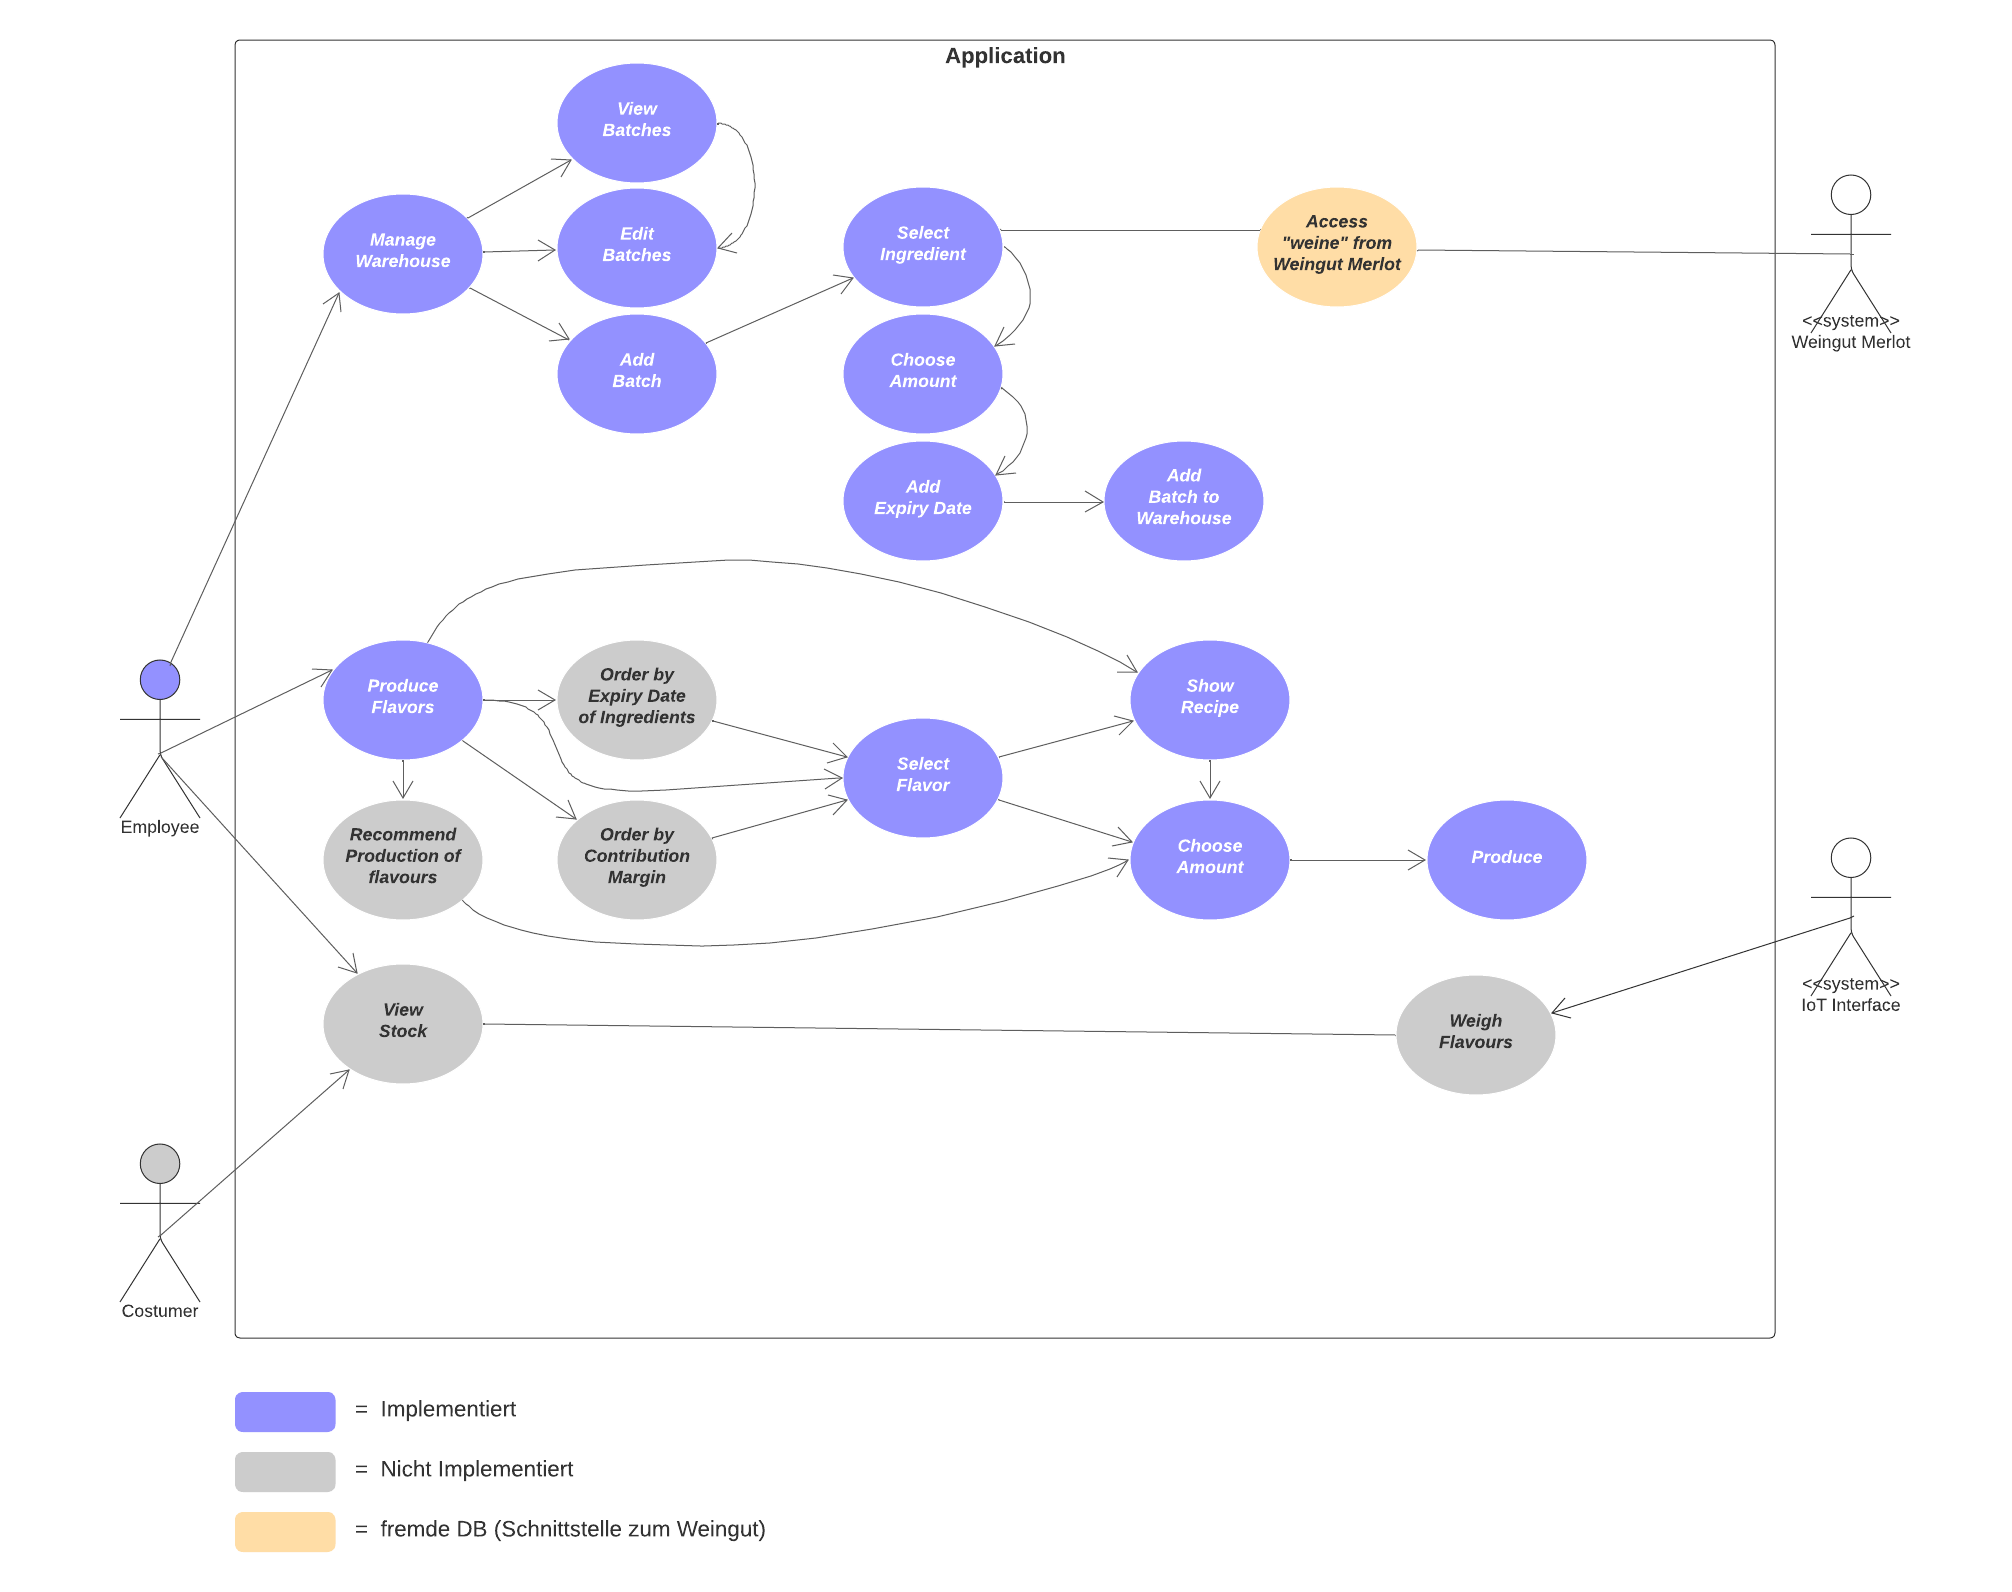 Application
View
Batches
Manage
Warehouse
Edit
Batches
Add
Batch
Select
Ingredient
Access
"weine" from
Weingut Merlot
<<system>>
Weingut Merlot
Choose
Amount
Add
Expiry Date
Add
Batch to
Warehouse
Employee
Produce
Flavors
Order by
Expiry Date
of Ingredients
Select
Flavor
Show
Recipe
Recommend
Production of
flavours
Order by
Contribution
Margin
Choose
Amount
Produce
<<system>>
IoT Interface
View
Stock
Weigh
Flavours
Costumer
= Implementiert
= Nicht Implementiert
= fremde DB (Schnittstelle zum Weingut)